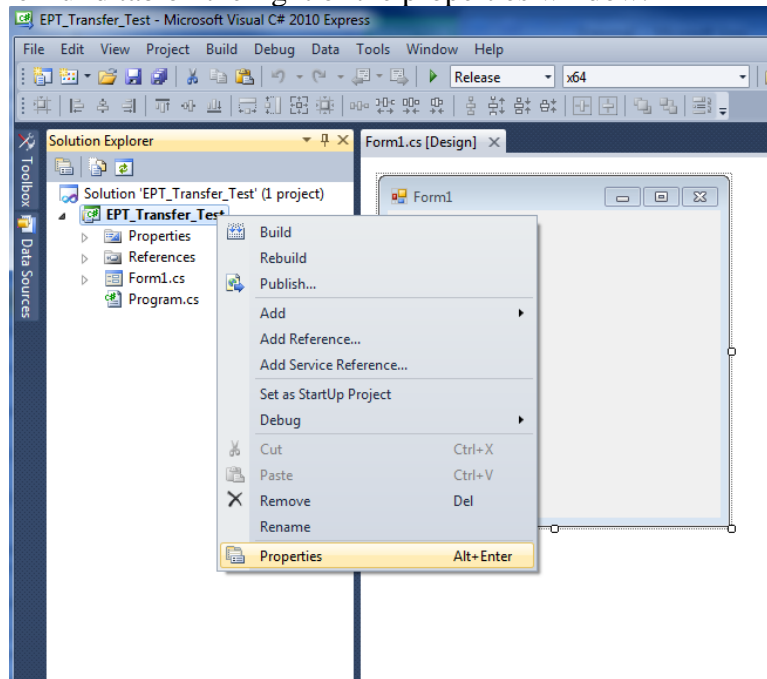 EPT_Transfer_Test - Microsoft Visual C# 2010 Express
File Edit View Project Build Debug Data Tools Window Help
Release x64
Solution Explorer
Form1.cs [Design]
Toolbox
Data Sources
Solution 'EPT_Transfer_Test' (1 project)
EPT_Transfer_Test
Properties
References
Form1.cs
Program.cs
Form1
Build
Rebuild
Publish...
Add
Add Reference...
Add Service Reference...
Set as StartUp Project
Debug
Cut Ctrl+X
Paste Ctrl+V
Remove Del
Rename
Properties Alt+Enter